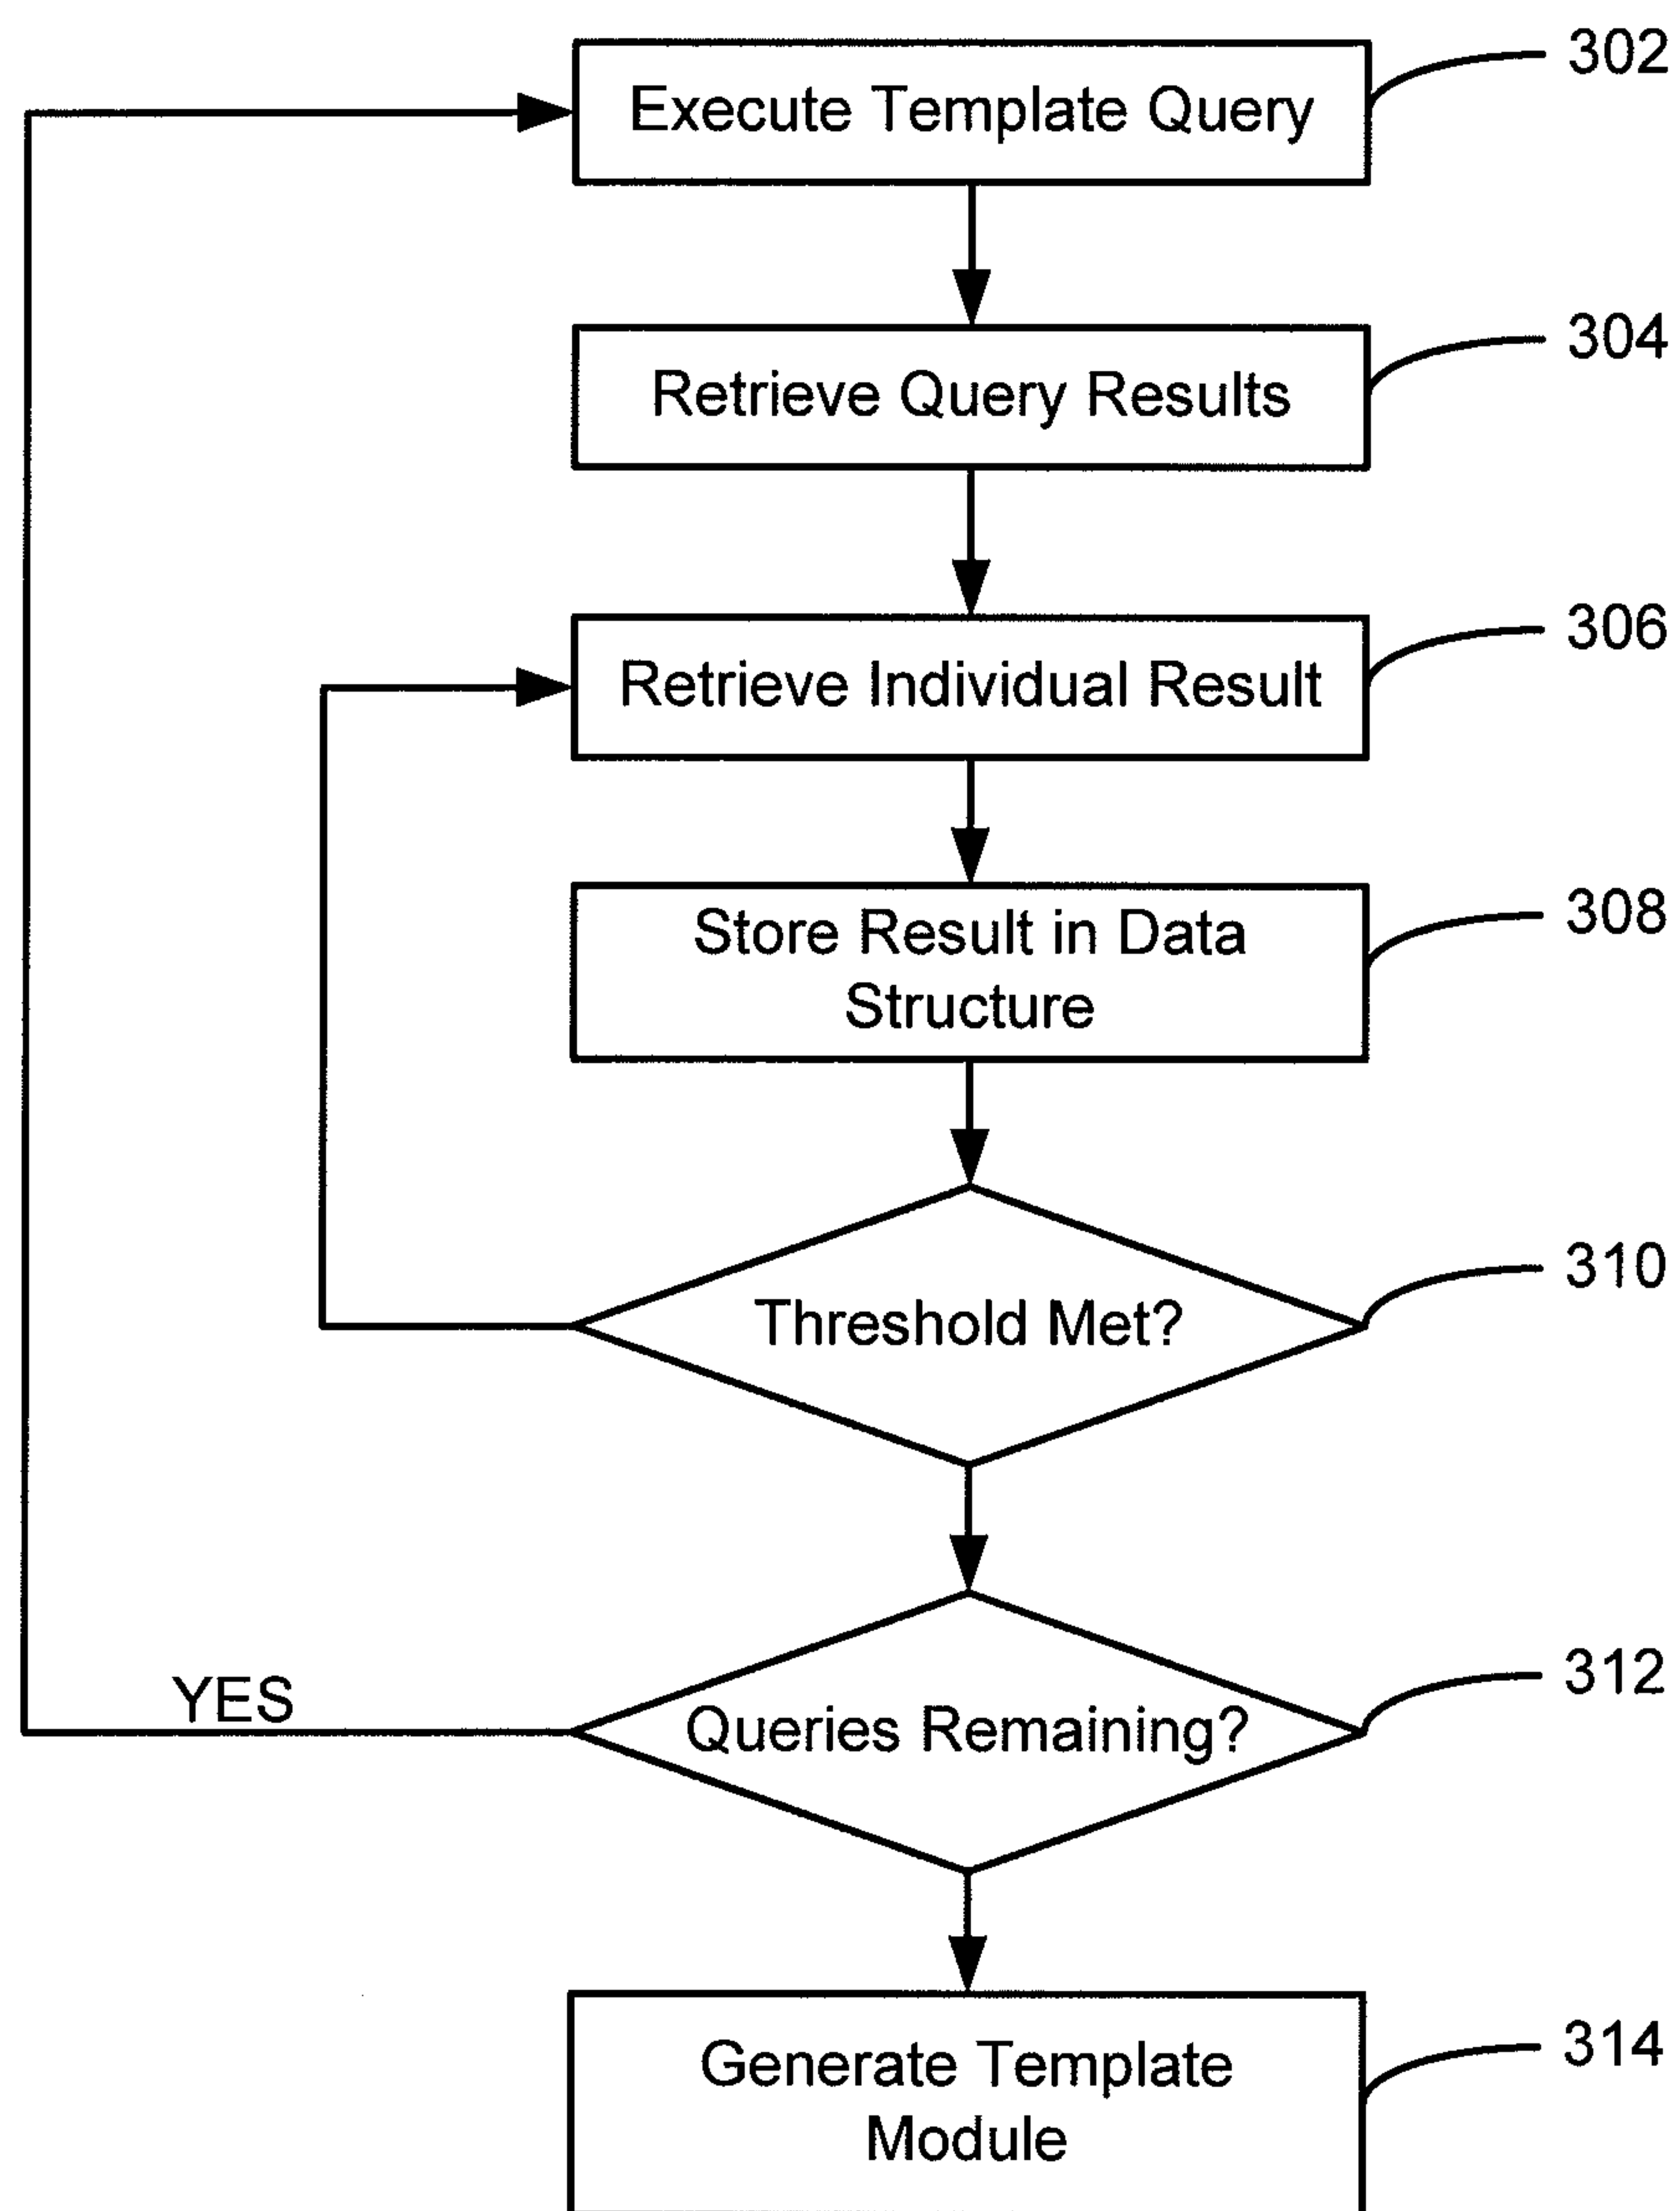 302
Execute Template Query
304
Retrieve Query Results
306
Retrieve Individual Result
308
Store Result in Data
Structure
310
Threshold Met?
312
YES
Queries Remaining?
314
Generate Template
Module